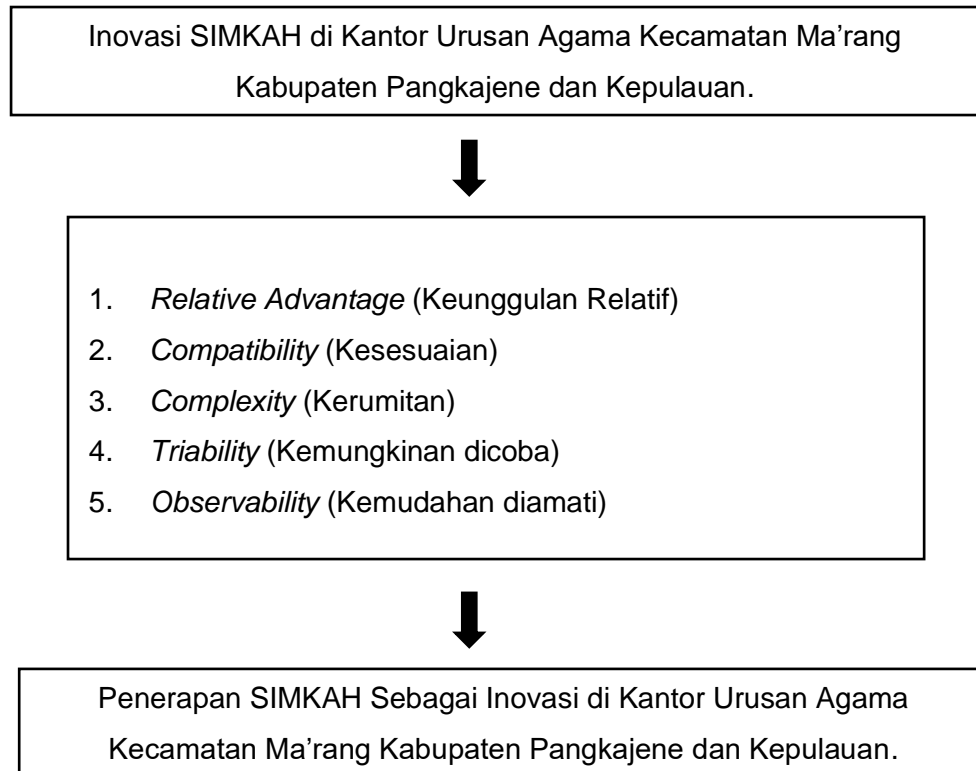 Inovasi SIMKAH di Kantor Urusan Agama Kecamatan Ma’rang
Kabupaten Pangkajene dan Kepulauan.
1. Relative Advantage (Keunggulan Relatif)
2. Compatibility (Kesesuaian)
3. Complexity (Kerumitan)
4. Triability (Kemungkinan dicoba)
5. Observability (Kemudahan diamati)
Penerapan SIMKAH Sebagai Inovasi di Kantor Urusan Agama
Kecamatan Ma’rang Kabupaten Pangkajene dan Kepulauan.